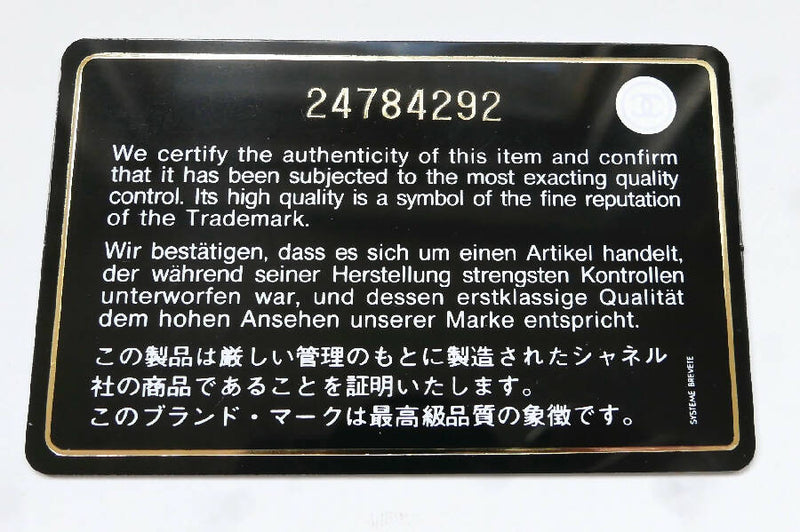 24784292
We certify the authenticity of this item and confirm
that it has been subjected to the most exacting quality
control. Its high quality is a symbol of the fine reputation
of the Trademark.
Wir bestätigen, dass es sich um einen Artikel handelt,
der während seiner Herstellung strengsten Kontrollen
unterworfen war, und dessen erstklassige Qualität
dem hohen Ansehen unserer Marke entspricht.
この製品は厳しい管理のもとに製造されたシャネル
社の商品であることを証明いたします。
このブランド・マークは最高級品質の象徴です。
SYSTEME BREVETE